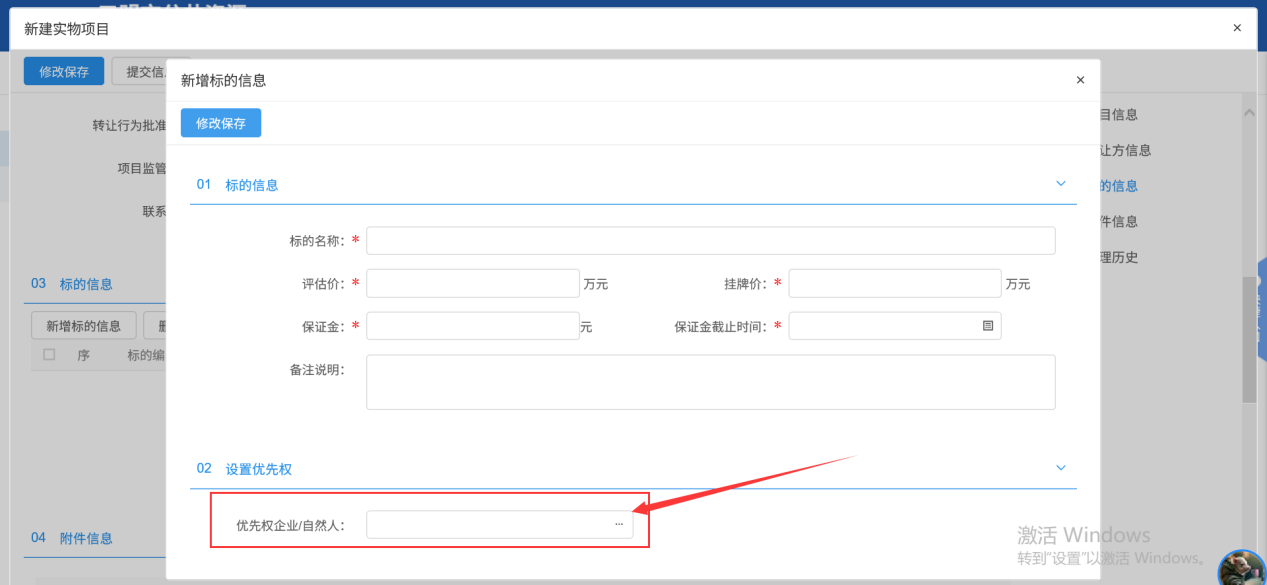 新建实物项目 ×
修改保存 提交信
新增标的信息 ×
修改保存
转让行为批准
项目监管
联系
目信息
让方信息
的信息
件信息
理历史
01 标的信息
标的名称：*
评估价：* 万元 挂牌价：* 万元
保证金：* 元 保证金截止时间：*
备注说明：
03 标的信息
新增标的信息
序 标的编
02 设置优先权
优先权企业/自然人： ...
04 附件信息
激活 Windows
转到“设置”以激活 Windows。